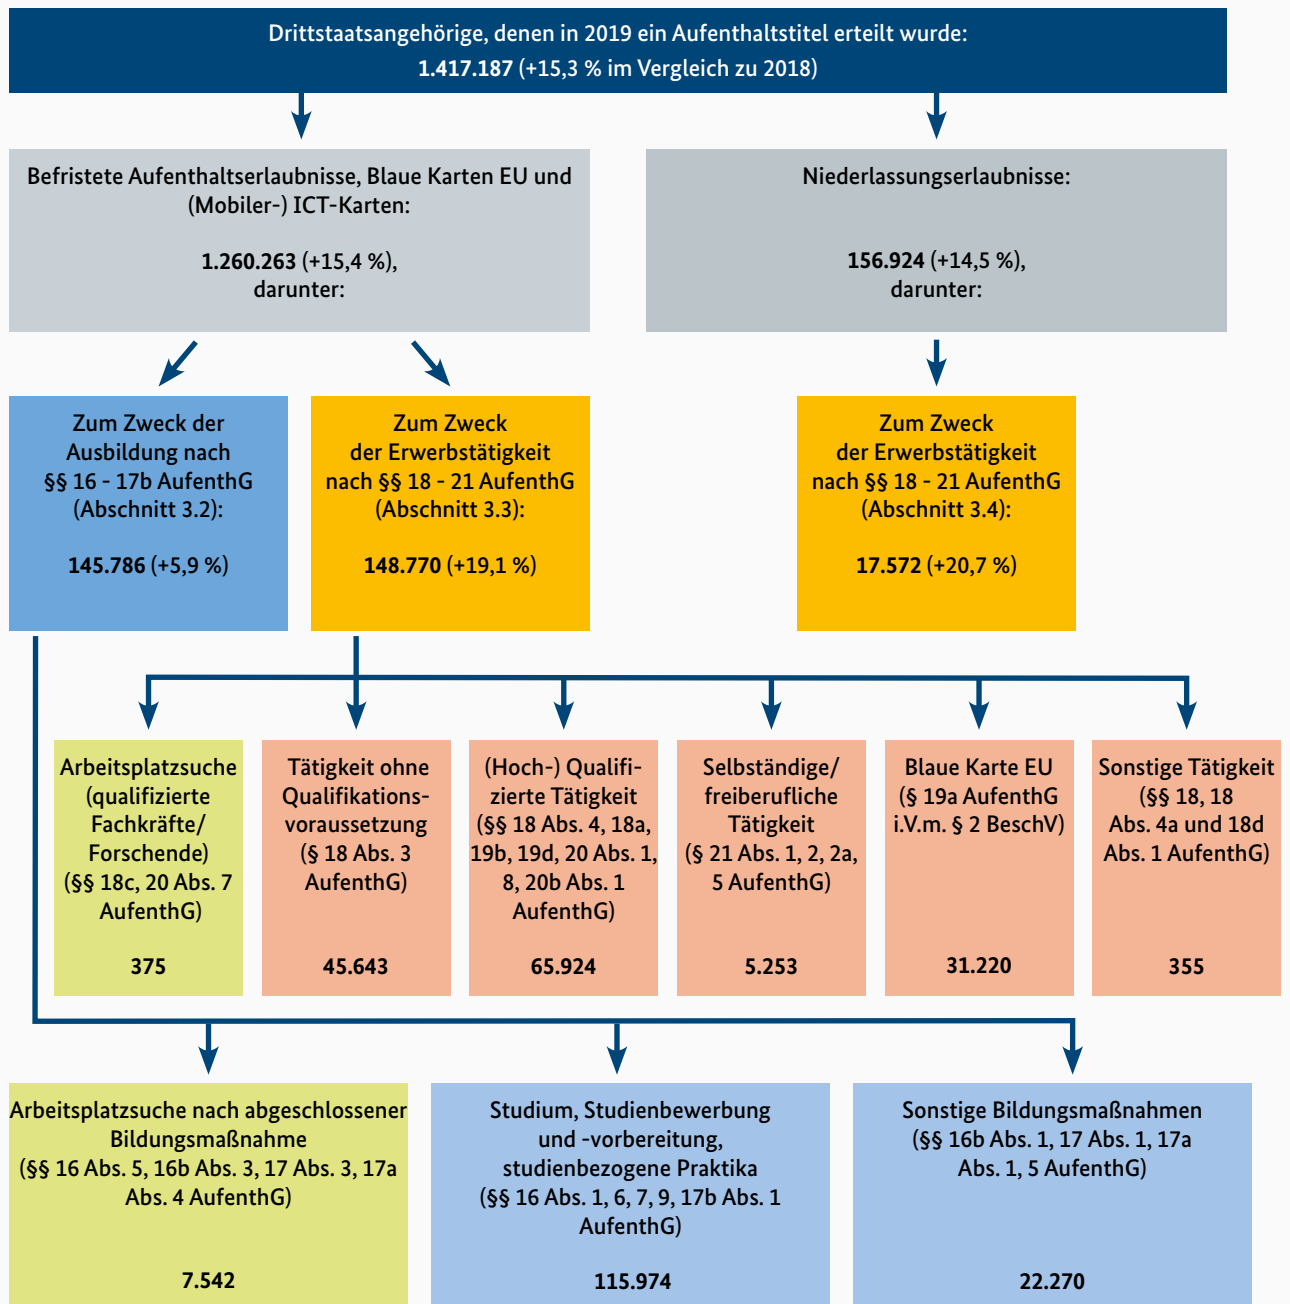 Drittstaatsangehörige, denen in 2019 ein Aufenthaltstitel erteilt wurde:
1.417.187 (+15,3 % im Vergleich zu 2018)
Befristete Aufenthaltserlaubnisse, Blaue Karten EU und
(Mobiler-) ICT-Karten:
1.260.263 (+15,4 %),
darunter:
Niederlassungserlaubnisse:
156.924 (+14,5 %),
darunter:
Zum Zweck der
Ausbildung nach
§§ 16 - 17b AufenthG
(Abschnitt 3.2):
145.786 (+5,9 %)
Zum Zweck
der Erwerbstätigkeit
nach §§ 18 - 21 AufenthG
(Abschnitt 3.3):
148.770 (+19,1 %)
Zum Zweck
der Erwerbstätigkeit
nach §§ 18 - 21 AufenthG
(Abschnitt 3.4):
17.572 (+20,7 %)
Arbeitsplatzsuche
(qualifizierte
Fachkräfte/
Forschende)
(§§ 18c, 20 Abs. 7
AufenthG)
375
Tätigkeit ohne
Qualifikations-
voraussetzung
(§ 18 Abs. 3
AufenthG)
45.643
(Hoch-) Qualifi-
zierte Tätigkeit
(§§ 18 Abs. 4, 18a,
19b, 19d, 20 Abs. 1,
8, 20b Abs. 1
AufenthG)
65.924
Selbständige/
freiberufliche
Tätigkeit
(§ 21 Abs. 1, 2, 2a,
5 AufenthG)
5.253
Blaue Karte EU
(§ 19a AufenthG
i.V.m. § 2 BeschV)
31.220
Sonstige Tätigkeit
(§§ 18, 18
Abs. 4a und 18d
Abs. 1 AufenthG)
355
Arbeitsplatzsuche nach abgeschlossener
Bildungsmaßnahme
(§§ 16 Abs. 5, 16b Abs. 3, 17 Abs. 3, 17a
Abs. 4 AufenthG)
7.542
Studium, Studienbewerbung
und -vorbereitung,
studienbezogene Praktika
(§§ 16 Abs. 1, 6, 7, 9, 17b Abs. 1
AufenthG)
115.974
Sonstige Bildungsmaßnahmen
(§§ 16b Abs. 1, 17 Abs. 1, 17a
Abs. 1, 5 AufenthG)
22.270